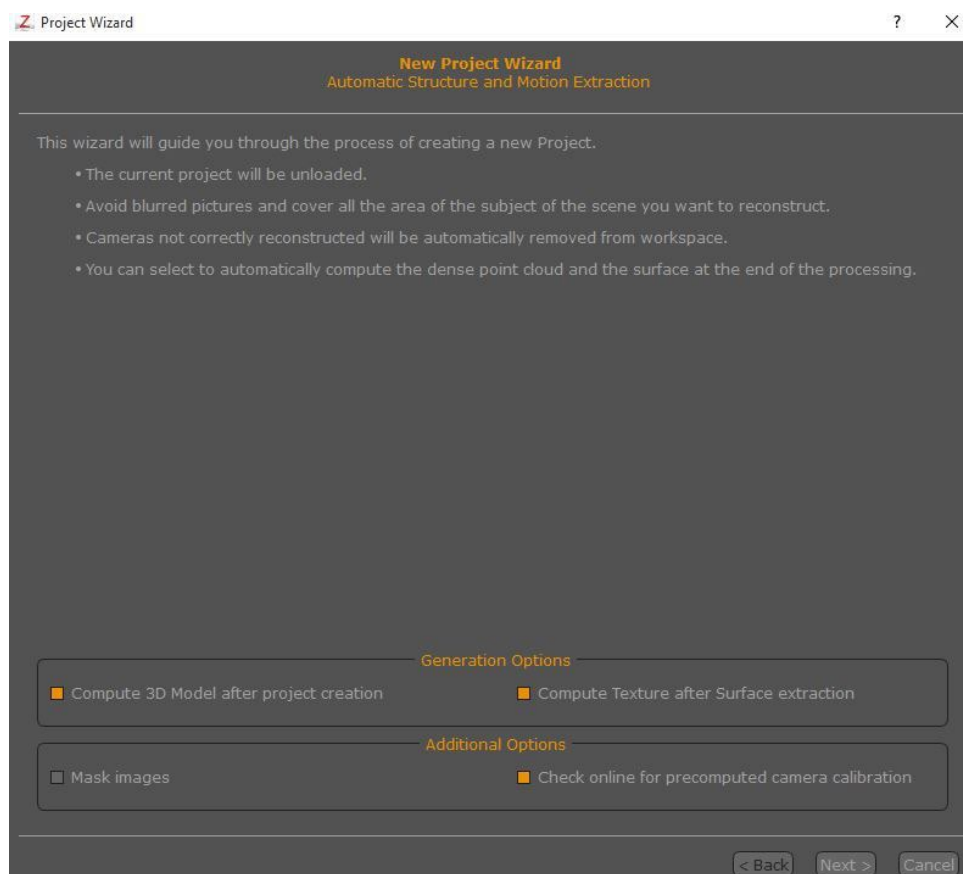 Z Project Wizard ? 
New Project Wizard
Automatic Structure and Motion Extraction
This wizard will guide you through the process of creating a new Project.
• The current project will be unloaded.
• Avoid blurred pictures and cover all the area of the subject of the scene you want to reconstruct.
• Cameras not correctly reconstructed will be automatically removed from workspace.
• You can select to automatically compute the dense point cloud and the surface at the end of the processing.
Generation Options
Compute 3D Model after project creation Compute Texture after Surface extraction
Additional Options
Mask images Check online for precomputed camera calibration
< Back Next > Cancel